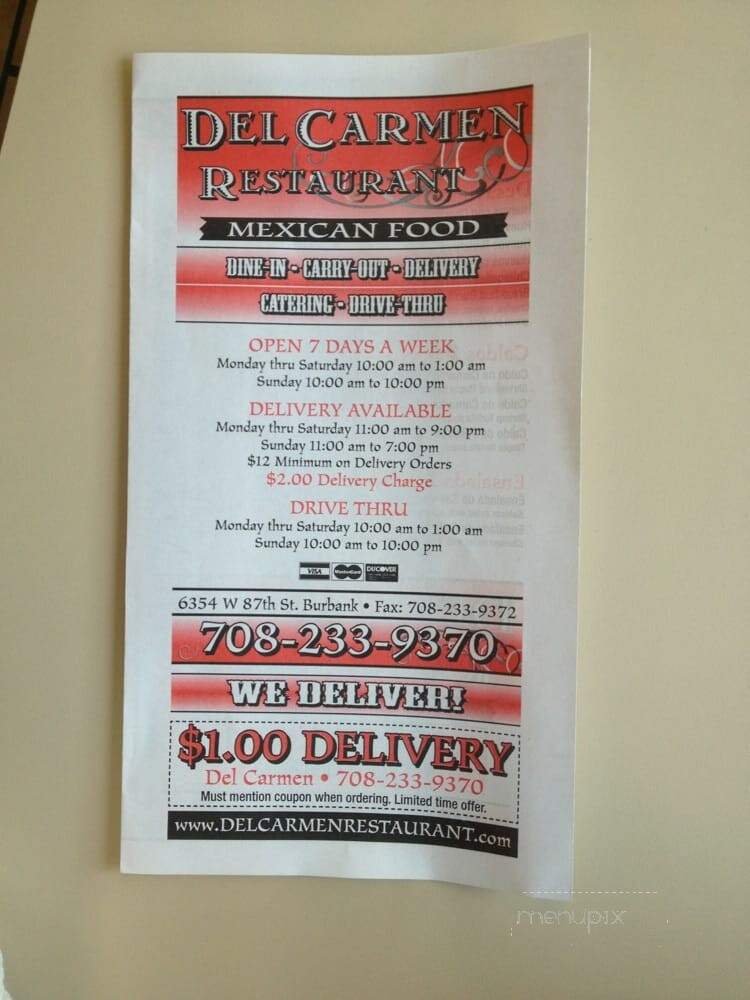 DEL CARMEN
RESTAURANT
MEXICAN FOOD
DINE-IN - CARRY-OUT - DELIVERY
CATERING - DRIVE-THRU
OPEN 7 DAYS A WEEK
Monday thru Saturday 10:00 am to 1:00 am
Sunday 10:00 am to 10:00 pm
DELIVERY AVAILABLE
Monday thru Saturday 11:00 am to 9:00 pm
Sunday 11:00 am to 7:00 pm
$12 Minimum on Delivery Orders
$2.00 Delivery Charge
DRIVE THRU
Monday thru Saturday 10:00 am to 1:00 am
Sunday 10:00 am to 10:00 pm
VISA MasterCard DISCOVER
6354 W 87th St. Burbank • Fax: 708-233-9372
708-233-9370
WE DELIVER!
$1.00 DELIVERY
Del Carmen • 708-233-9370
Must mention coupon when ordering. Limited time offer.
www.DELCARMENRESTAURANT.com
menupix